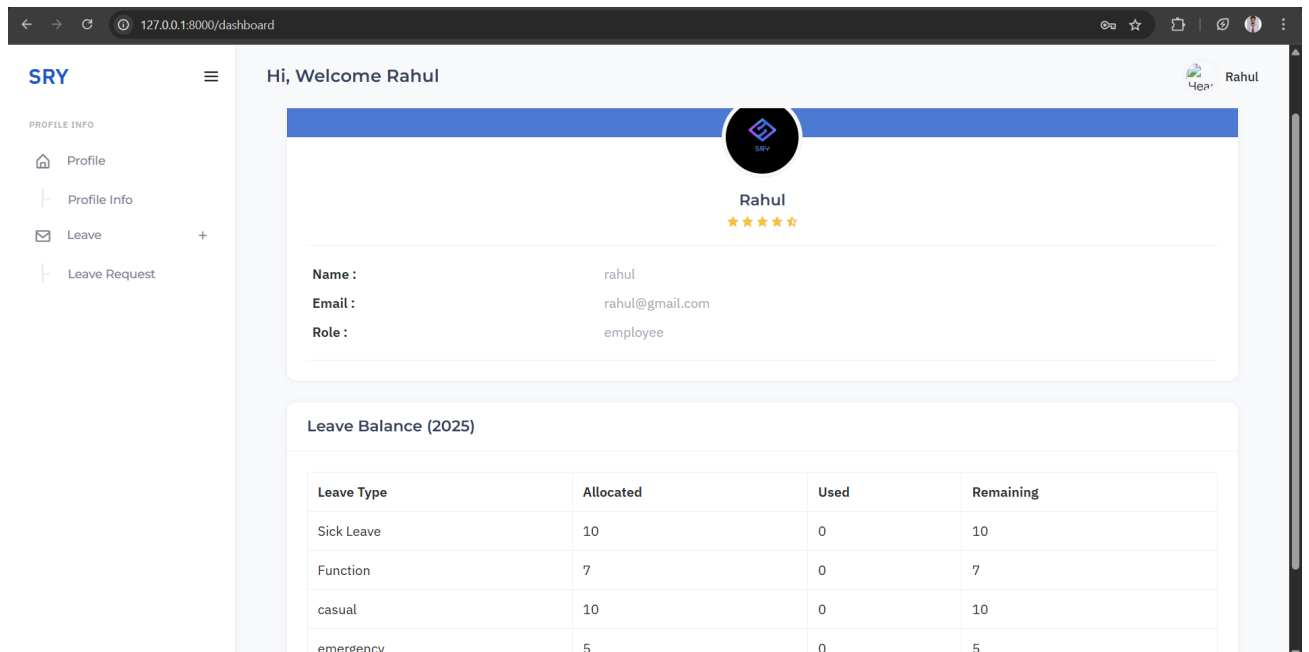 127.0.0.1:8000/dashboard
SRY
Hi, Welcome Rahul
Rahul
PROFILE INFO
Profile
Profile Info
Leave +
Leave Request
SRY
Rahul
Name : rahul
Email : rahul@gmail.com
Role : employee
Leave Balance (2025)
Leave Type Allocated Used Remaining
Sick Leave 10 0 10
Function 7 0 7
casual 10 0 10
emergency 5 0 5